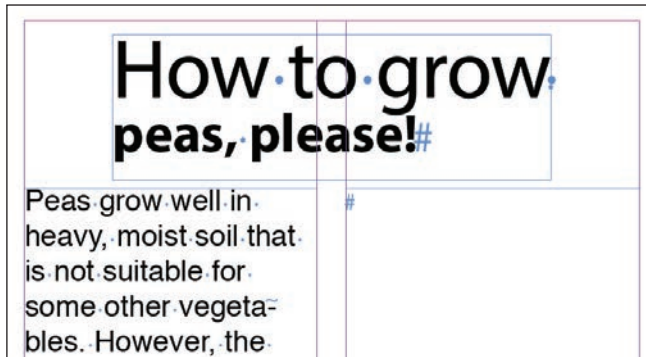 How to grow
peas, please!#
Peas grow well in
#
heavy, moist soil that
is not suitable for
some other vegeta-
bles. However, the